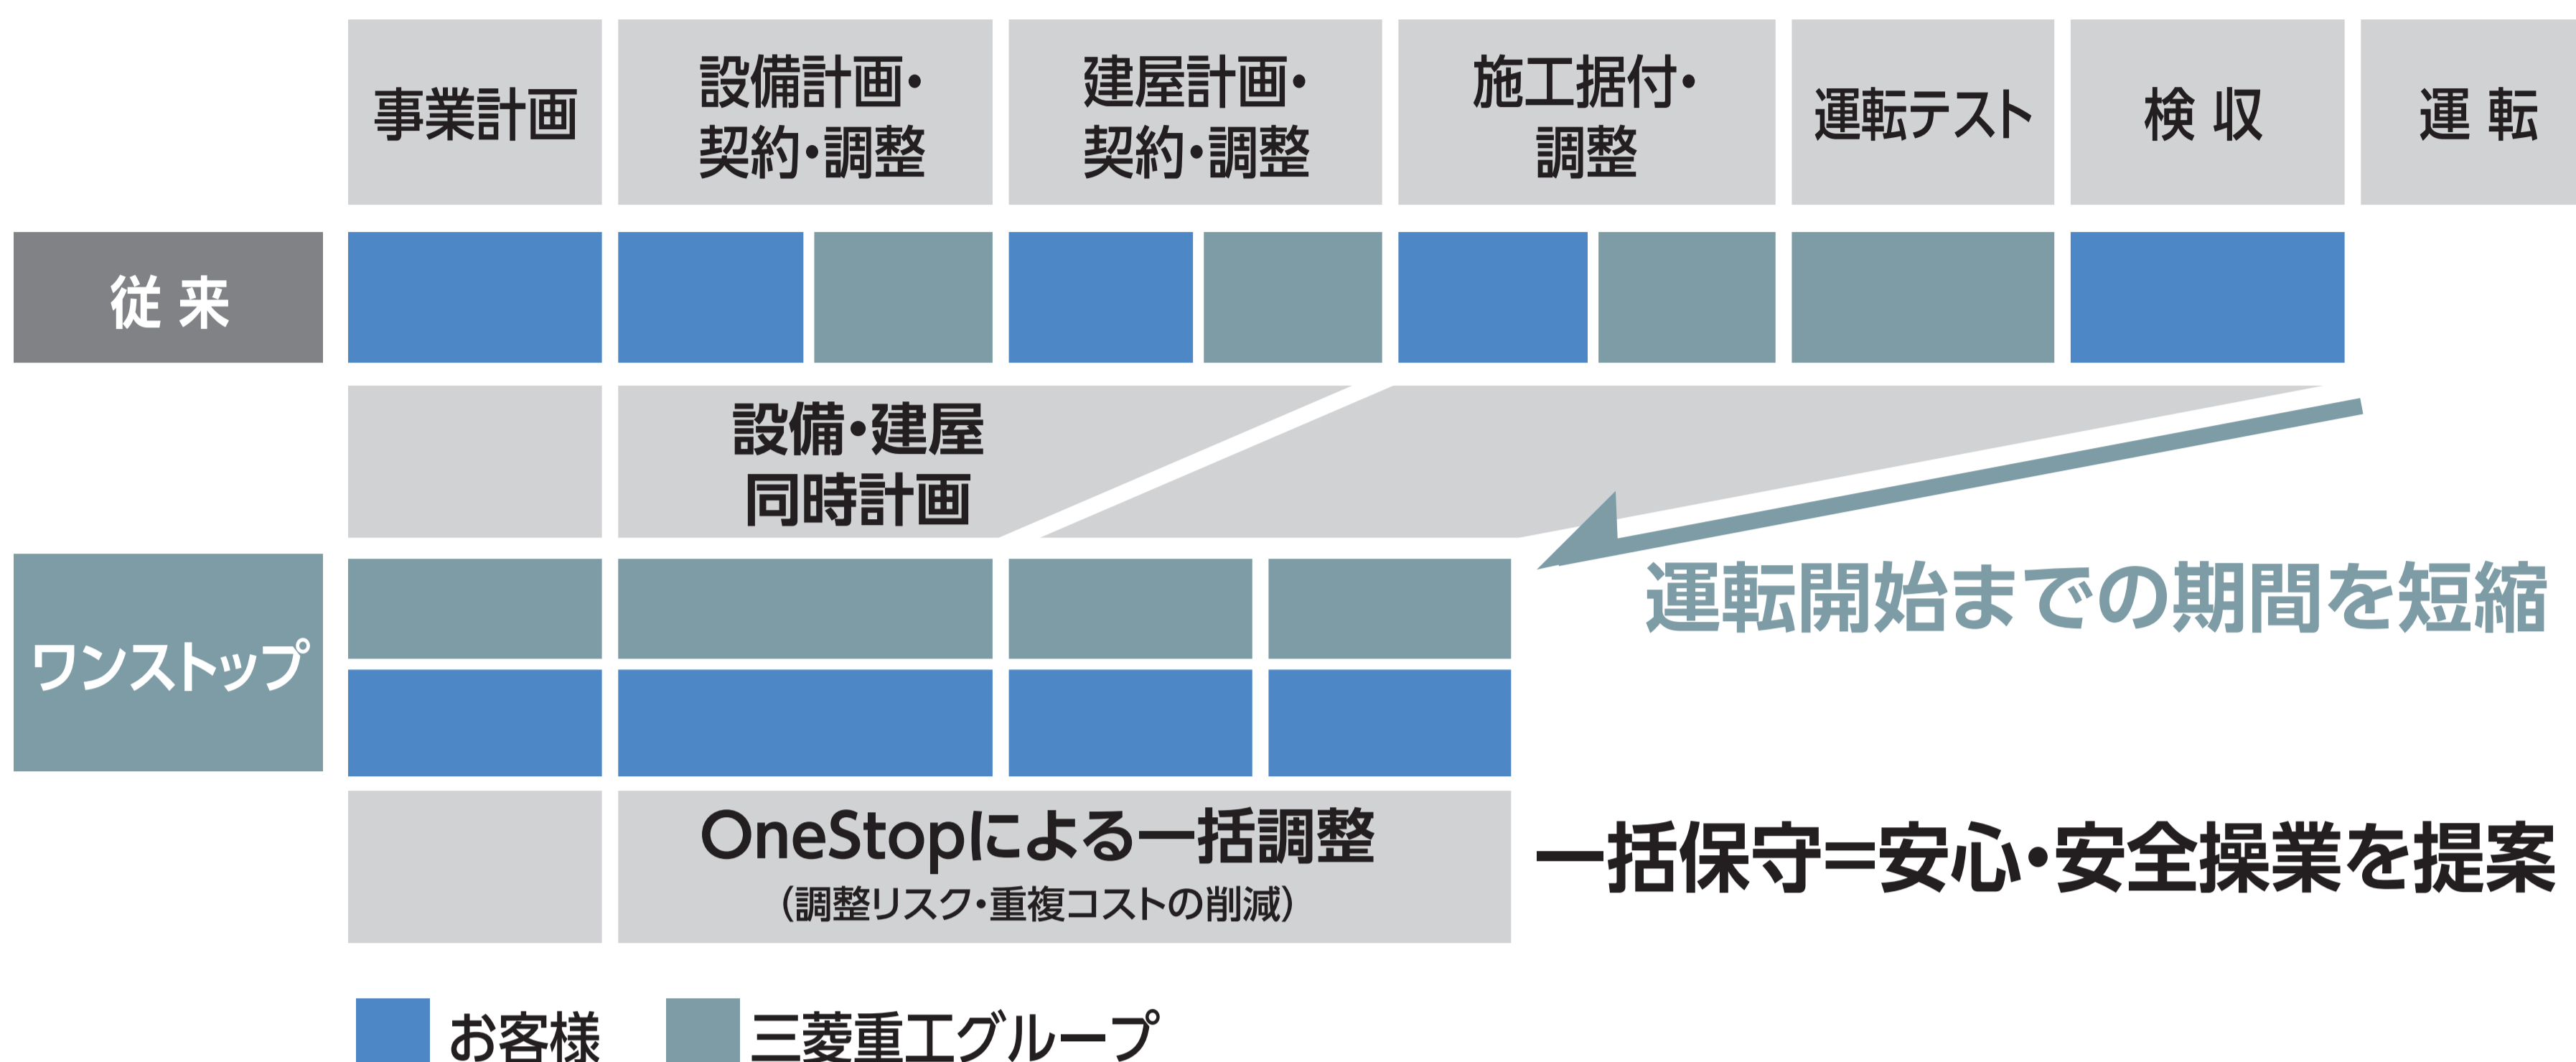 事業計画
設備計画・
契約・調整
建屋計画・
契約・調整
施工据付・
調整
運転テスト
検 収
運 転
従 来
設備・建屋
同時計画
ワンストップ
運転開始までの期間を短縮
OneStopによる一括調整
（調整リスク・重複コストの削減）
一括保守=安心・安全操業を提案
お客様
三菱重工グループ